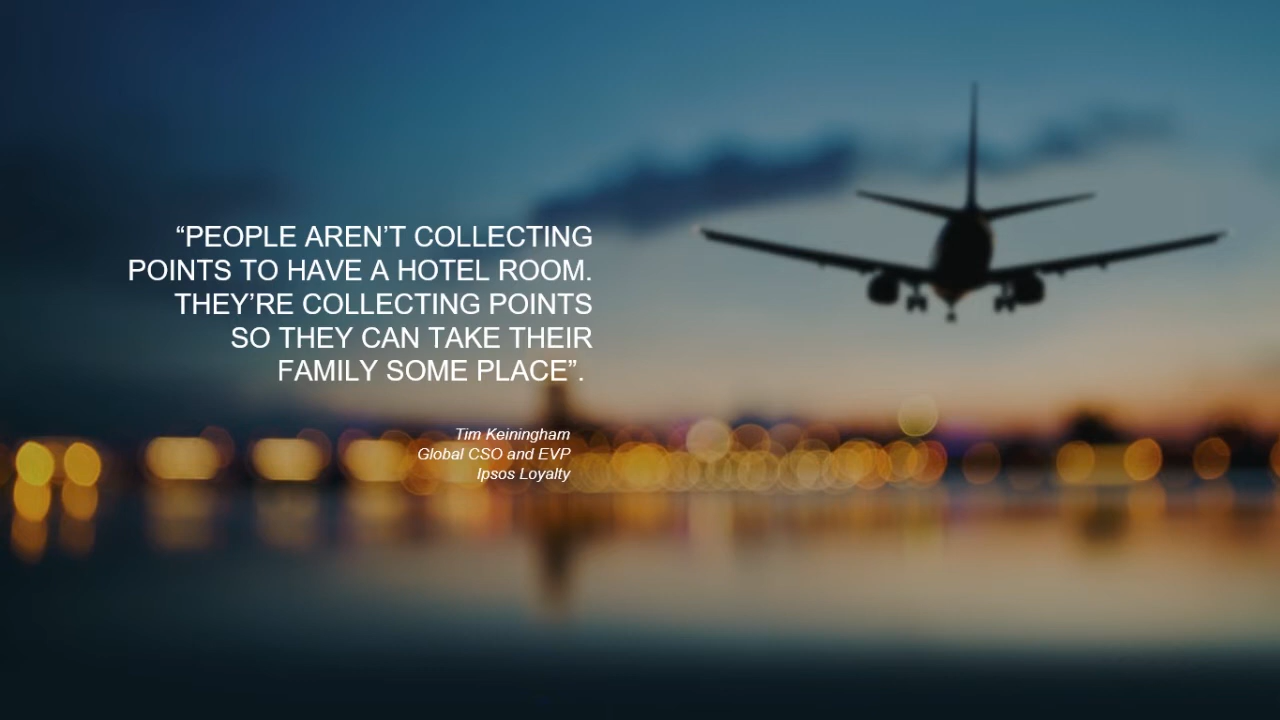 “PEOPLE AREN’T COLLECTING
POINTS TO HAVE A HOTEL ROOM.
THEY’RE COLLECTING POINTS
SO THEY CAN TAKE THEIR
FAMILY SOME PLACE”.
Tim Keiningham
Global CSO and EVP
Ipsos Loyalty